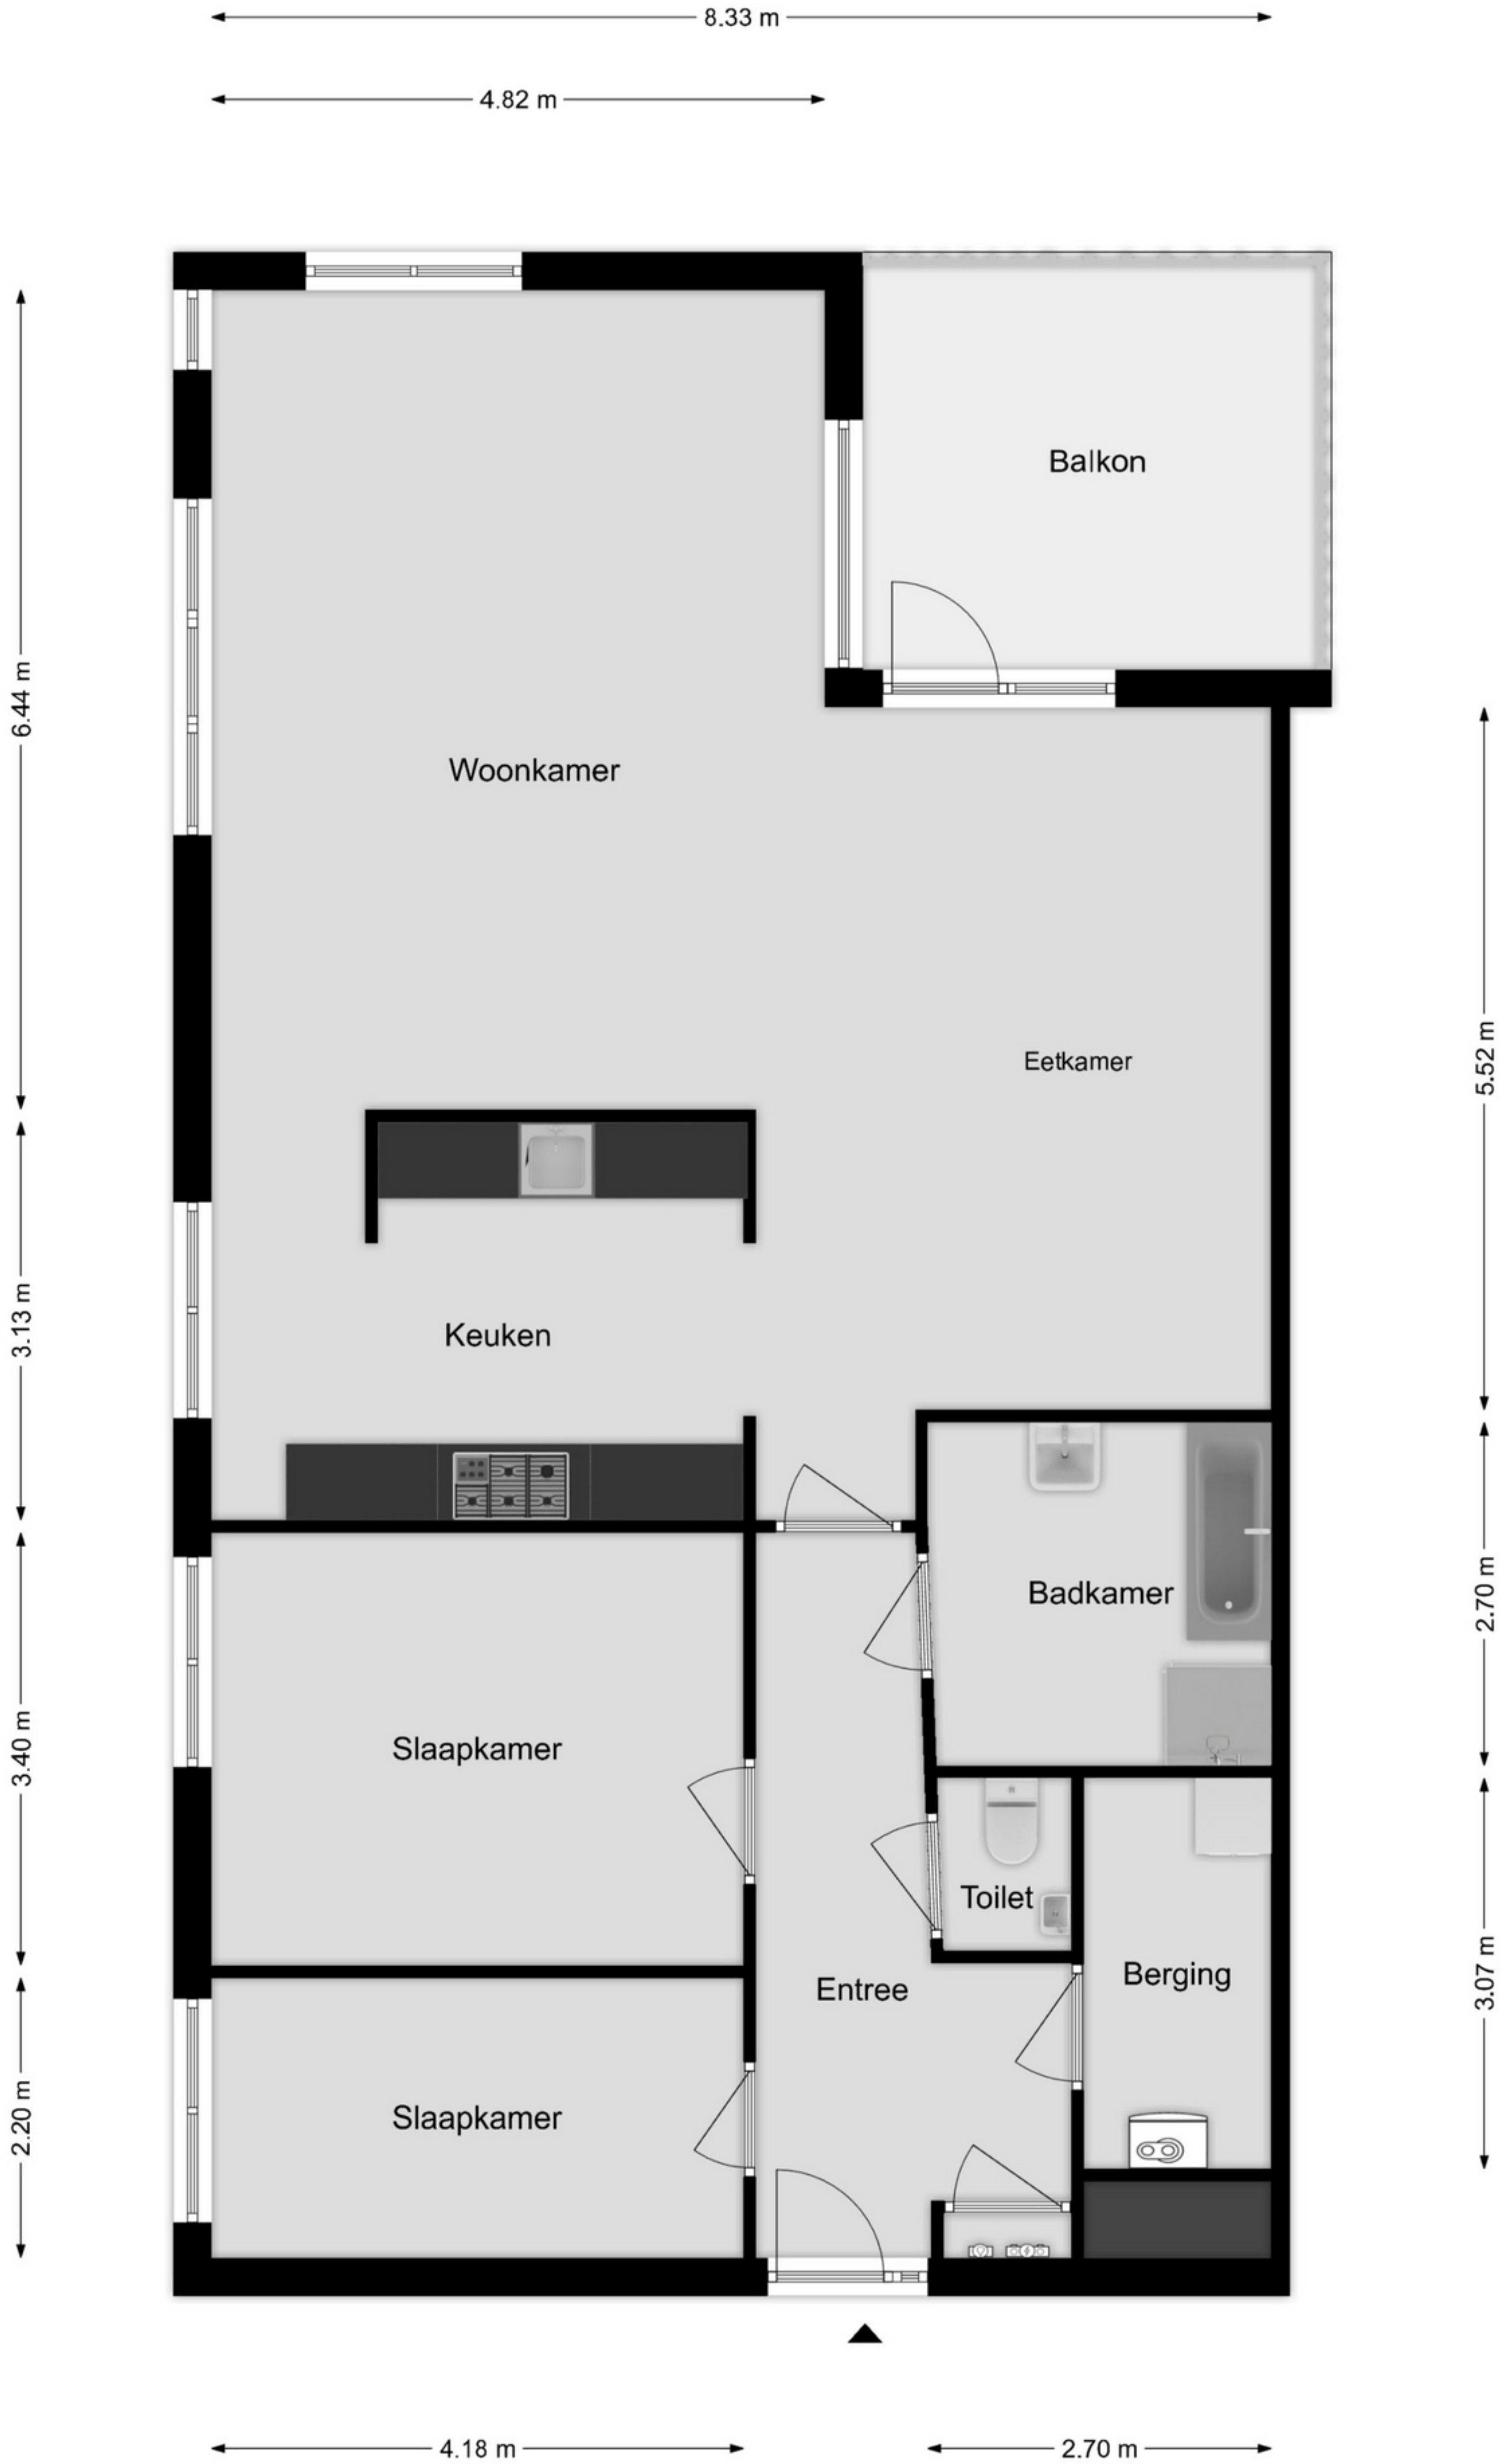 8.33 m
4.82 m
Balkon
6.44 m
Woonkamer
Eetkamer
5.52 m
3.13 m
Keuken
Badkamer
2.70 m
Slaapkamer
3.40 m
Toilet
Berging
Entree
3.07 m
Slaapkamer
2.20 m
4.18 m
2.70 m